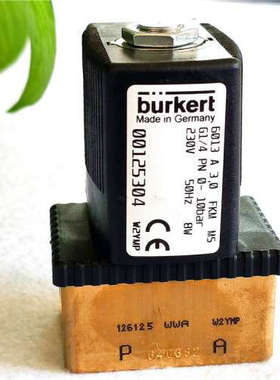 bürkert
Made in Germany
00125304
W2YMP
6013 A 3,0 FKM MS
G1/4 PN 0- 10bar
230V 50Hz 8W
CE
126125 WWA W2YMP
P A